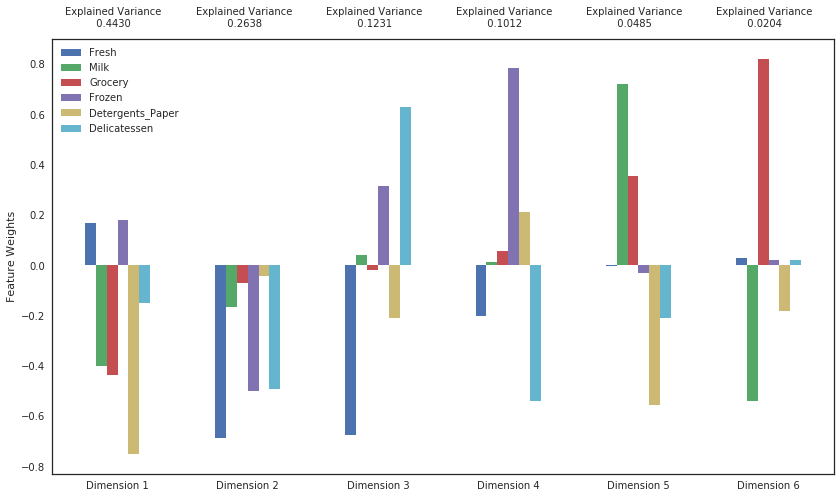 Explained Variance Explained Variance Explained Variance Explained Variance Explained Variance Explained Variance
0.4430 0.2638 0.1231 0.1012 0.0485 0.0204
Fresh
Milk
Grocery
Frozen
Detergents_Paper
Delicatessen
0.8
0.6
0.4
0.2
0.0
−0.2
−0.4
−0.6
−0.8
Feature Weights
Dimension 1 Dimension 2 Dimension 3 Dimension 4 Dimension 5 Dimension 6